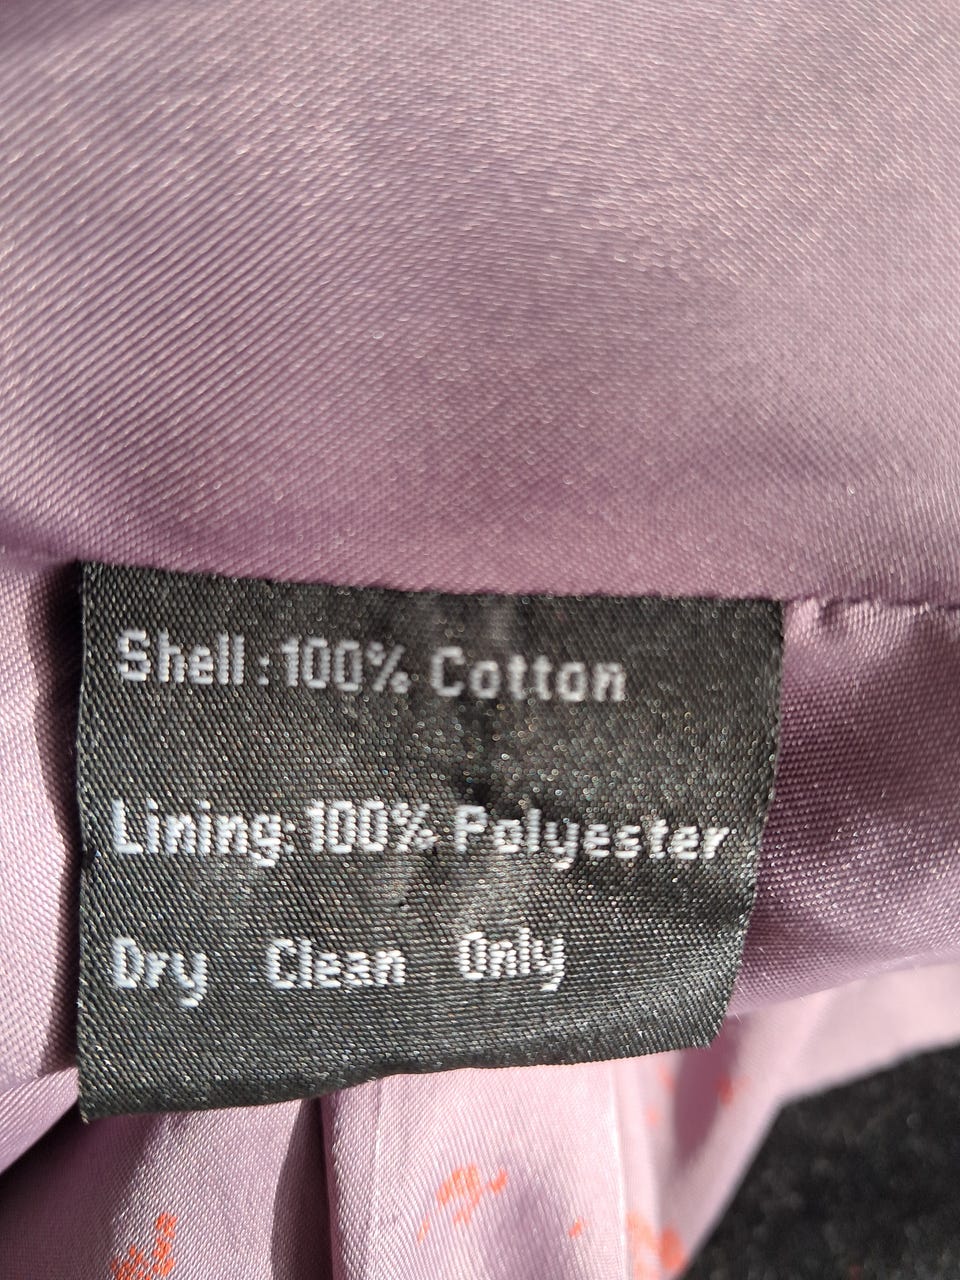 Shell:100% Cotton
Lining:100% Polyester
Dry Clean Only